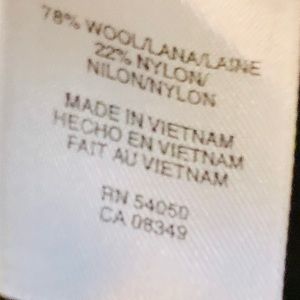 78% WOOL/LANA/LAINE
22% NYLON/
NILON/NYLON
MADE IN VIETNAM
HECHO EN VIETNAM
FAIT AU VIETNAM
RN 54050
CA 08349